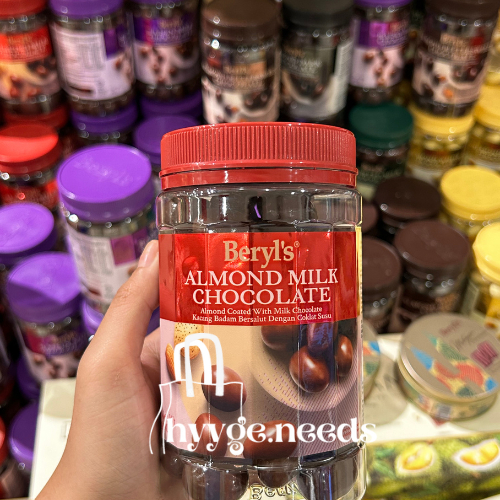 Beryl's®
ALMOND MILK
CHOCOLATE
Almond Coated With Milk Chocolate
Kacang Badam Bersalut Dengan Coklat Susu
hyyge.needs